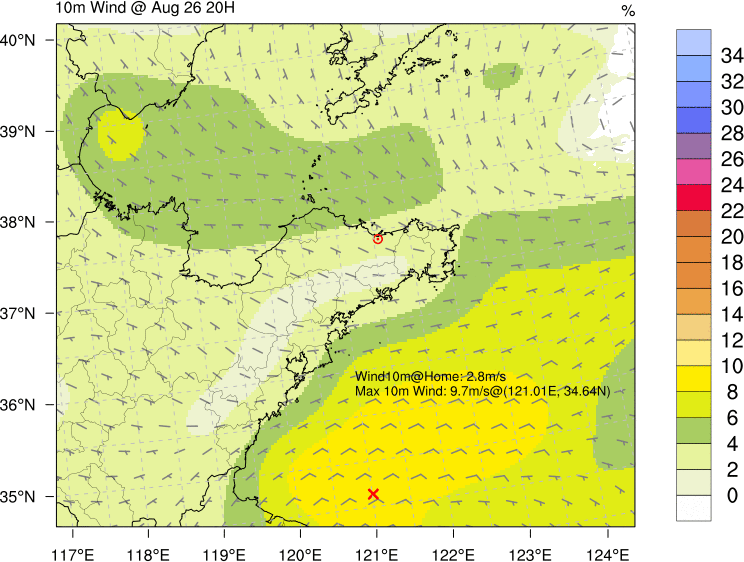 10m Wind @ Aug 26 20H
%
40°N
39°N
38°N
37°N
36°N
35°N
Wind10m@Home: 2.8m/s
Max 10m Wind: 9.7m/s@(121.01E, 34.64N)
117°E 118°E 119°E 120°E 121°E 122°E 123°E 124°E
34
32
30
28
26
24
22
20
18
16
14
12
10
8
6
4
2
0